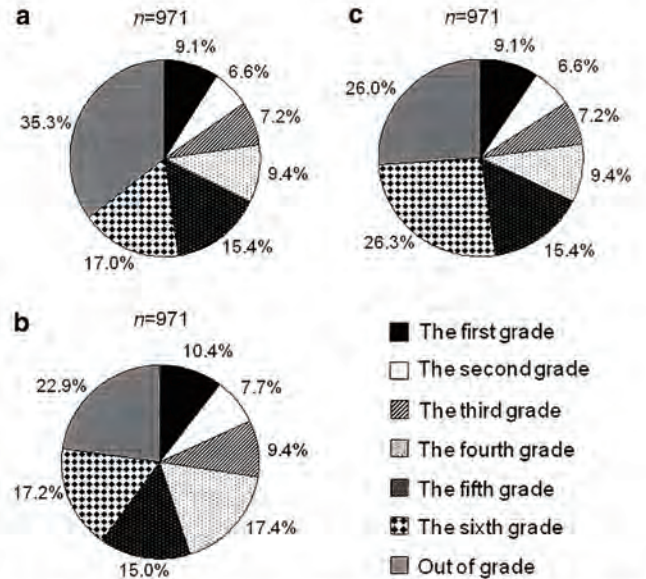 a
n=971
9.1%
6.6%
7.2%
9.4%
15.4%
17.0%
35.3%
c
n=971
9.1%
6.6%
7.2%
9.4%
15.4%
26.3%
26.0%
b
n=971
10.4%
7.7%
9.4%
17.4%
15.0%
17.2%
22.9%
The first grade
The second grade
The third grade
The fourth grade
The fifth grade
The sixth grade
Out of grade